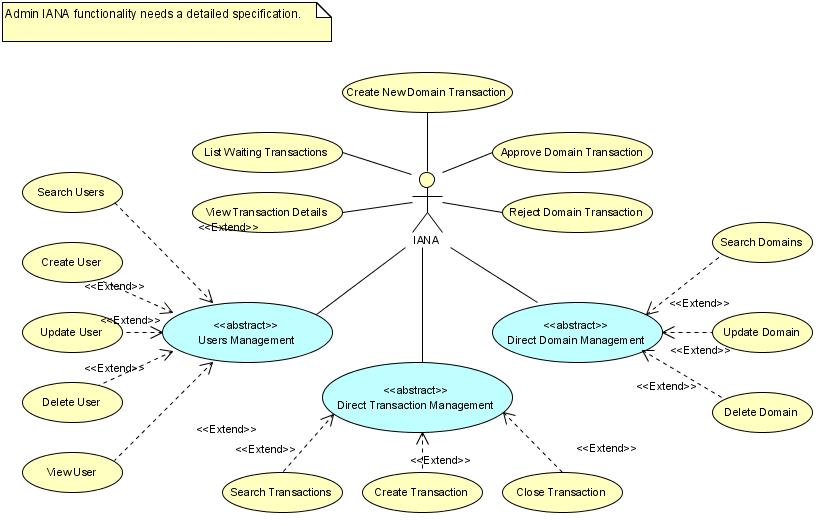 Admin IANA functionality needs a detailed specification.
Create New Domain Transaction
List Waiting Transactions
Approve Domain Transaction
Search Users
View Transaction Details
Reject Domain Transaction
<<Extend>>
IANA
Search Domains
Create User
<<Extend>>
<<Extend>>
<<Extend>>
Update User
<<abstract>>
Users Management
<<abstract>>
Direct Domain Management
Update Domain
<<Extend>>
<<Extend>>
<<Extend>>
<<abstract>>
Direct Transaction Management
Delete User
Delete Domain
<<Extend>>
<<Extend>>
<<Extend>>
<<Extend>>
View User
Search Transactions
Create Transaction
Close Transaction